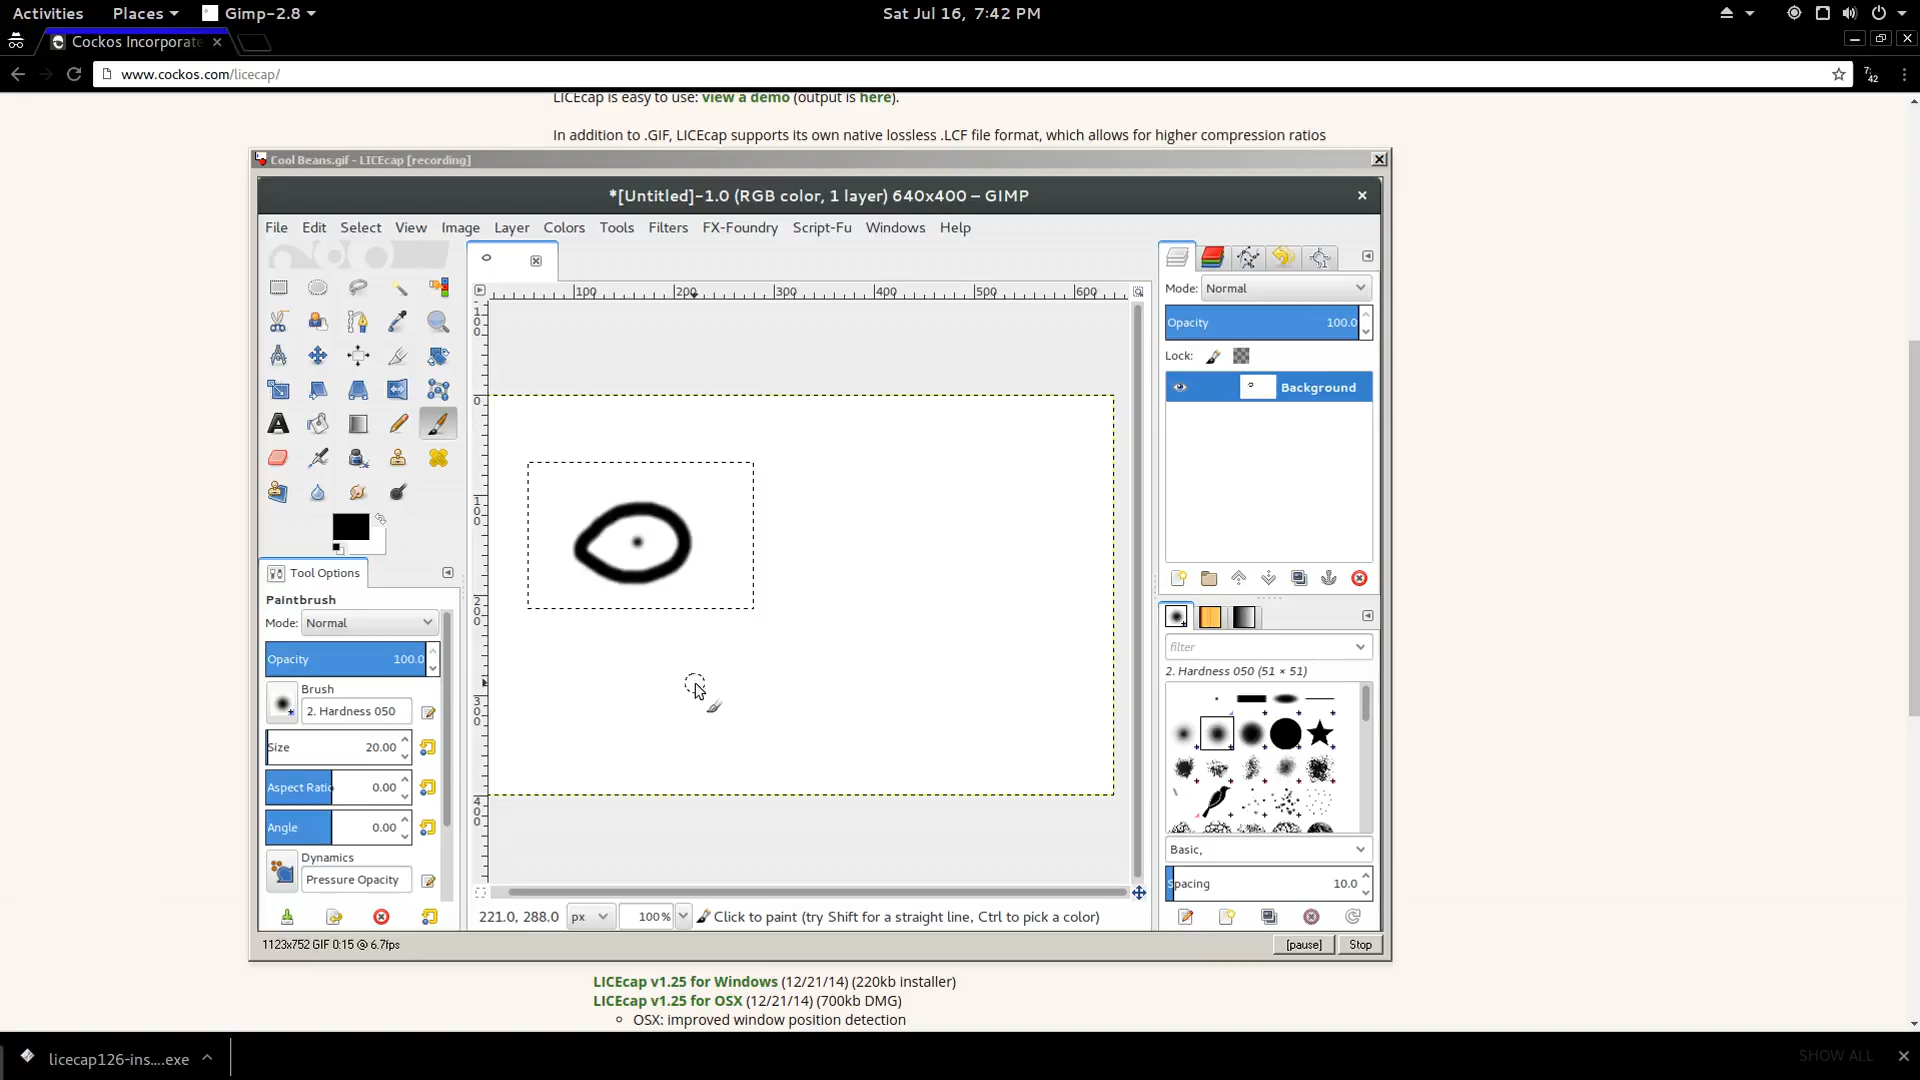 Activities Places Gimp-2.8 Sat Jul 16, 7:42 PM
Cockos Incorporate
www.cockos.com/licecap/
7:
42
LICEcap is easy to use: view a demo (output is here).
In addition to .GIF, LICEcap supports its own native lossless .LCF file format, which allows for higher compression ratios
Cool Beans.gif - LICEcap [recording]
*[Untitled]-1.0 (RGB color, 1 layer) 640x400 – GIMP
File Edit Select View Image Layer Colors Tools Filters FX-Foundry Script-Fu Windows Help
100 200 300 400 500 600
Mode: Normal
Opacity 100.0
Lock:
Background
0
100
200
300
400
Tool Options
Paintbrush
Mode: Normal
Opacity 100.0
Brush
2. Hardness 050
Size 20.00
Aspect Ratio 0.00
Angle 0.00
Dynamics
Pressure Opacity
filter
2. Hardness 050 (51 × 51)
Basic,
Spacing 10.0
221.0, 288.0 px 100% Click to paint (try Shift for a straight line, Ctrl to pick a color)
1123x752 GIF 0:15 @ 6.7fps
[pause] Stop
LICEcap v1.25 for Windows (12/21/14) (220kb installer)
LICEcap v1.25 for OSX (12/21/14) (700kb DMG)
OSX: improved window position detection
licecap126-ins....exe
SHOW ALL